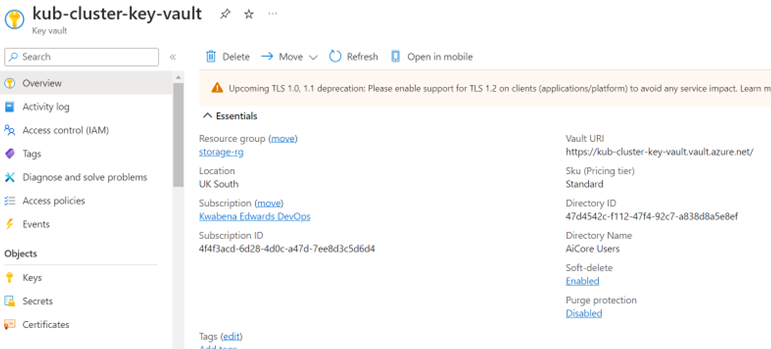 kub-cluster-key-vault
Key vault
Search
Overview
Activity log
Access control (IAM)
Tags
Diagnose and solve problems
Access policies
Events
Objects
Keys
Secrets
Certificates
Delete
Move
Refresh
Open in mobile
Upcoming TLS 1.0, 1.1 deprecation: Please enable support for TLS 1.2 on clients (applications/platform) to avoid any service impact. Learn m
Essentials
Resource group (move)
storage-rg
Location
UK South
Subscription (move)
Kwabena Edwards DevOps
Subscription ID
4f4f3acd-6d28-4d0c-a47d-7ee8d3c5d6d4
Vault URI
https://kub-cluster-key-vault.vault.azure.net/
Sku (Pricing tier)
Standard
Directory ID
47d4542c-f112-47f4-92c7-a838d8a5e8ef
Directory Name
AiCore Users
Soft-delete
Enabled
Purge protection
Disabled
Tags (edit)
Add tags